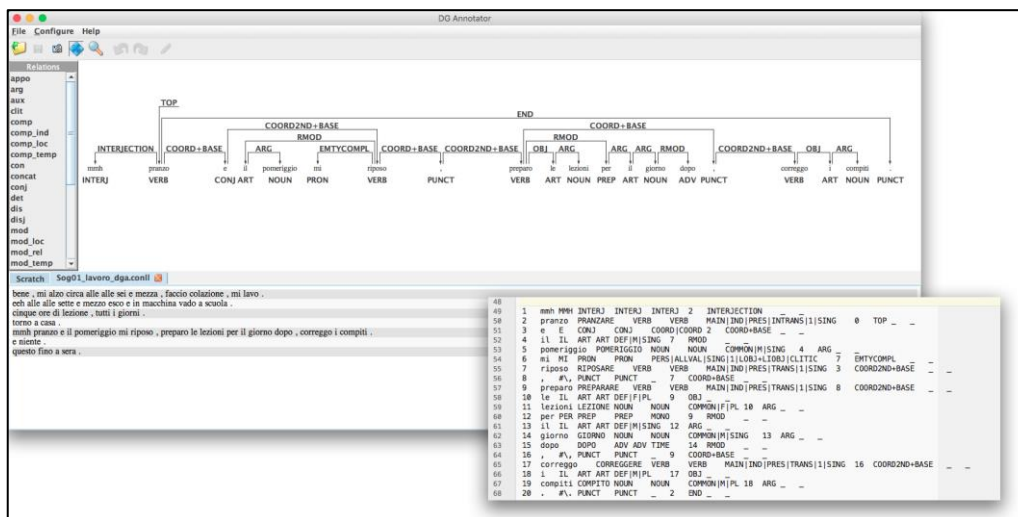 DG Annotator
File Configure Help
Relations
appo
arg
aux
clit
comp
comp_ind
comp_loc
comp_temp
con
concat
conj
det
dis
disj
mod
mod_loc
mod_rel
mod_temp
TOP
END
COORD2ND+BASE COORD+BASE
RMOD RMOD
INTERJECTION COORD+BASE ARG EMTYCOMPL COORD+BASE COORD2ND+BASE OBJ ARG ARG ARG RMOD COORD2ND+BASE OBJ ARG
mmh pranzo e il pomeriggio mi riposo , preparo le lezioni per il giorno dopo , correggo i compiti .
INTERJ VERB CONJ ART NOUN PRON VERB PUNCT VERB ART NOUN PREP ART NOUN ADV PUNCT VERB ART NOUN PUNCT
Scratch Sog01_lavoro_dga.conll
bene , mi alzo circa alle alle sei e mezza , faccio colazione , mi lavo .
eeh alle alle sette e mezzo esco e in macchina vado a scuola .
cinque ore di lezione , tutti i giorni .
torno a casa .
mmh pranzo e il pomeriggio mi riposo , preparo le lezioni per il giorno dopo , correggo i compiti .
e niente .
questo fino a sera .
48
49 1 mmh MMH INTERJ INTERJ INTERJ 2 INTERJECTION _ _
50 2 pranzo PRANZARE VERB VERB MAIN|IND|PRES|INTRANS|1|SING 0 TOP _ _
51 3 e E CONJ CONJ COORD|COORD 2 COORD+BASE _ _
52 4 il IL ART ART DEF|M|SING 7 RMOD _ _
53 5 pomeriggio POMERIGGIO NOUN NOUN COMMON|M|SING 4 ARG _ _
54 6 mi MI PRON PRON PERS|ALLVAL|SING|1|LOBJ+LIOBJ|CLITIC 7 EMTYCOMPL _ _
55 7 riposo RIPOSARE VERB VERB MAIN|IND|PRES|TRANS|1|SING 3 COORD2ND+BASE _ _
56 8 , #\, PUNCT PUNCT _ 7 COORD+BASE _ _
57 9 preparo PREPARARE VERB VERB MAIN|IND|PRES|TRANS|1|SING 8 COORD2ND+BASE _ _
58 10 le IL ART ART DEF|F|PL 9 OBJ _ _
59 11 lezioni LEZIONE NOUN NOUN COMMON|F|PL 10 ARG _ _
60 12 per PER PREP PREP MONO 9 RMOD _ _
61 13 il IL ART ART DEF|M|SING 12 ARG _ _
62 14 giorno GIORNO NOUN NOUN COMMON|M|SING 13 ARG _ _
63 15 dopo DOPO ADV ADV TIME 14 RMOD _ _
64 16 , #\, PUNCT PUNCT _ 9 COORD+BASE _ _
65 17 correggo CORREGGERE VERB VERB MAIN|IND|PRES|TRANS|1|SING 16 COORD2ND+BASE _ _
66 18 i IL ART ART DEF|M|PL 17 OBJ _ _
67 19 compiti COMPITO NOUN NOUN COMMON|M|PL 18 ARG _ _
68 20 . #\. PUNCT PUNCT _ 2 END _ _